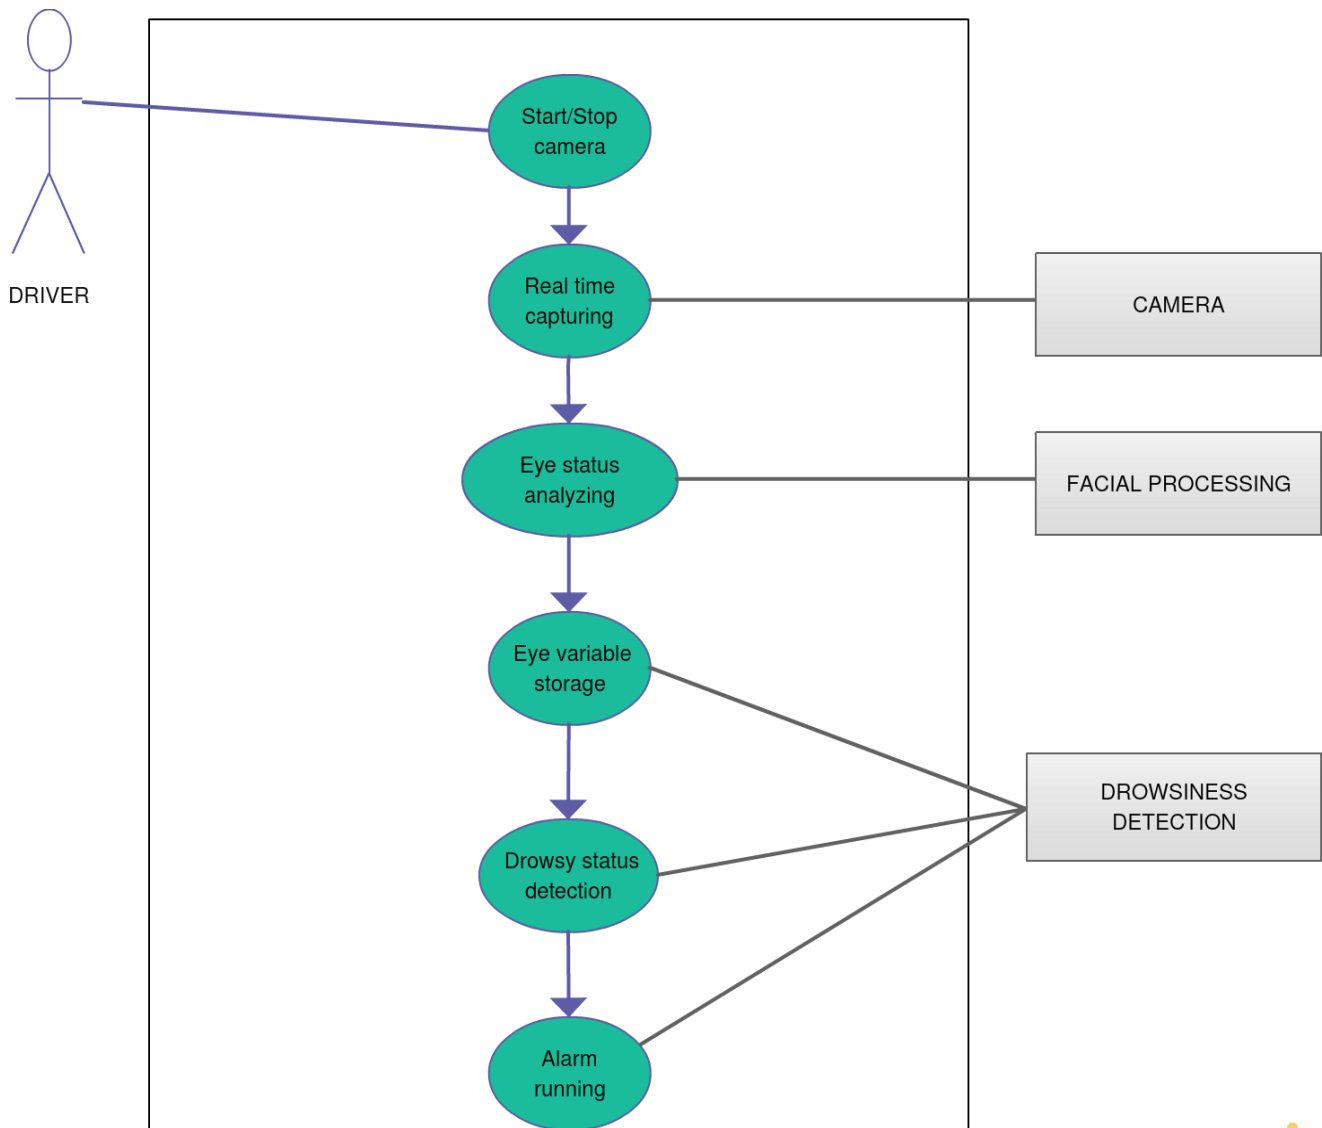 Start/Stop
camera
Real time
capturing
DRIVER
CAMERA
Eye status
analyzing
FACIAL PROCESSING
Eye variable
storage
DROWSINESS
DETECTION
Drowsy status
detection
Alarm
running